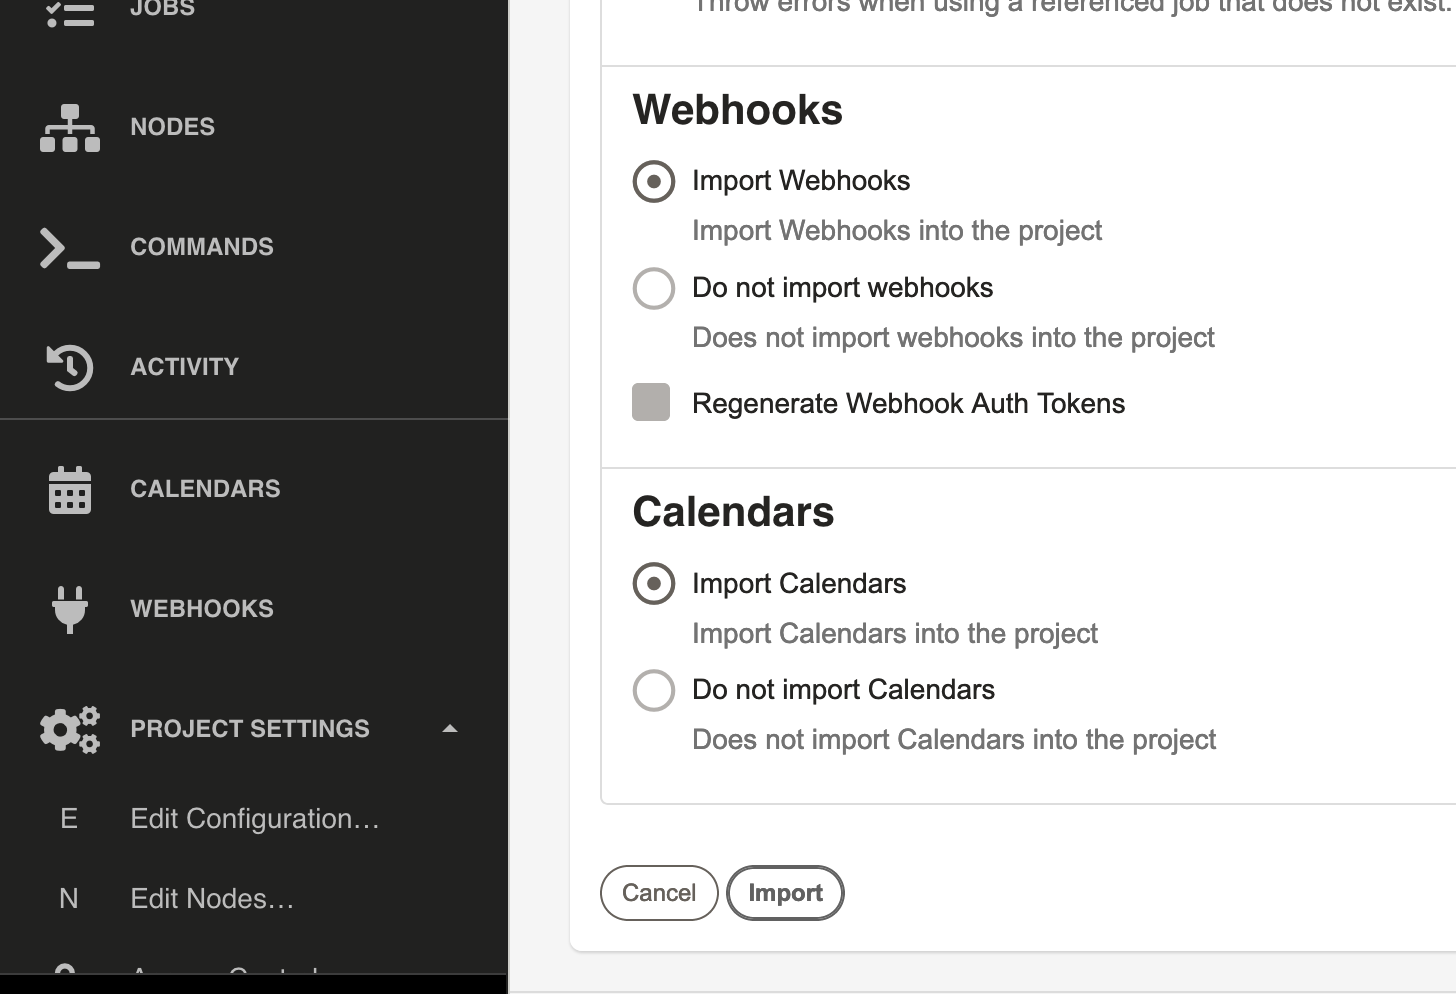 JOBS
NODES
COMMANDS
ACTIVITY
CALENDARS
WEBHOOKS
PROJECT SETTINGS
E Edit Configuration…
N Edit Nodes…
Throw errors when using a referenced job that does not exist.
Webhooks
Import Webhooks
Import Webhooks into the project
Do not import webhooks
Does not import webhooks into the project
Regenerate Webhook Auth Tokens
Calendars
Import Calendars
Import Calendars into the project
Do not import Calendars
Does not import Calendars into the project
Cancel Import